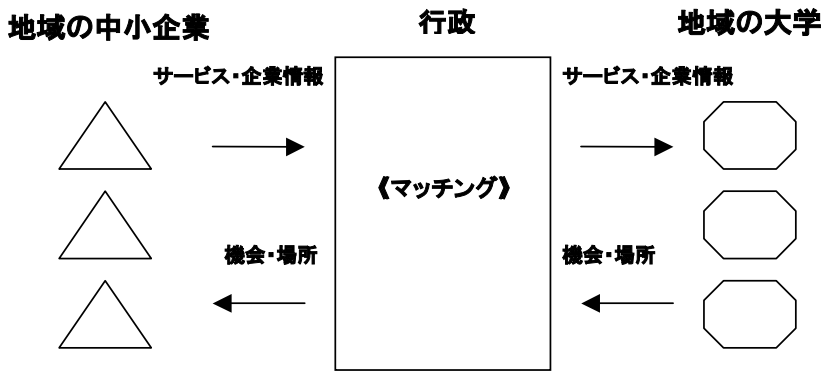 地域の中小企業
行政
地域の大学
サービス・企業情報
サービス・企業情報
《マッチング》
機会・場所
機会・場所